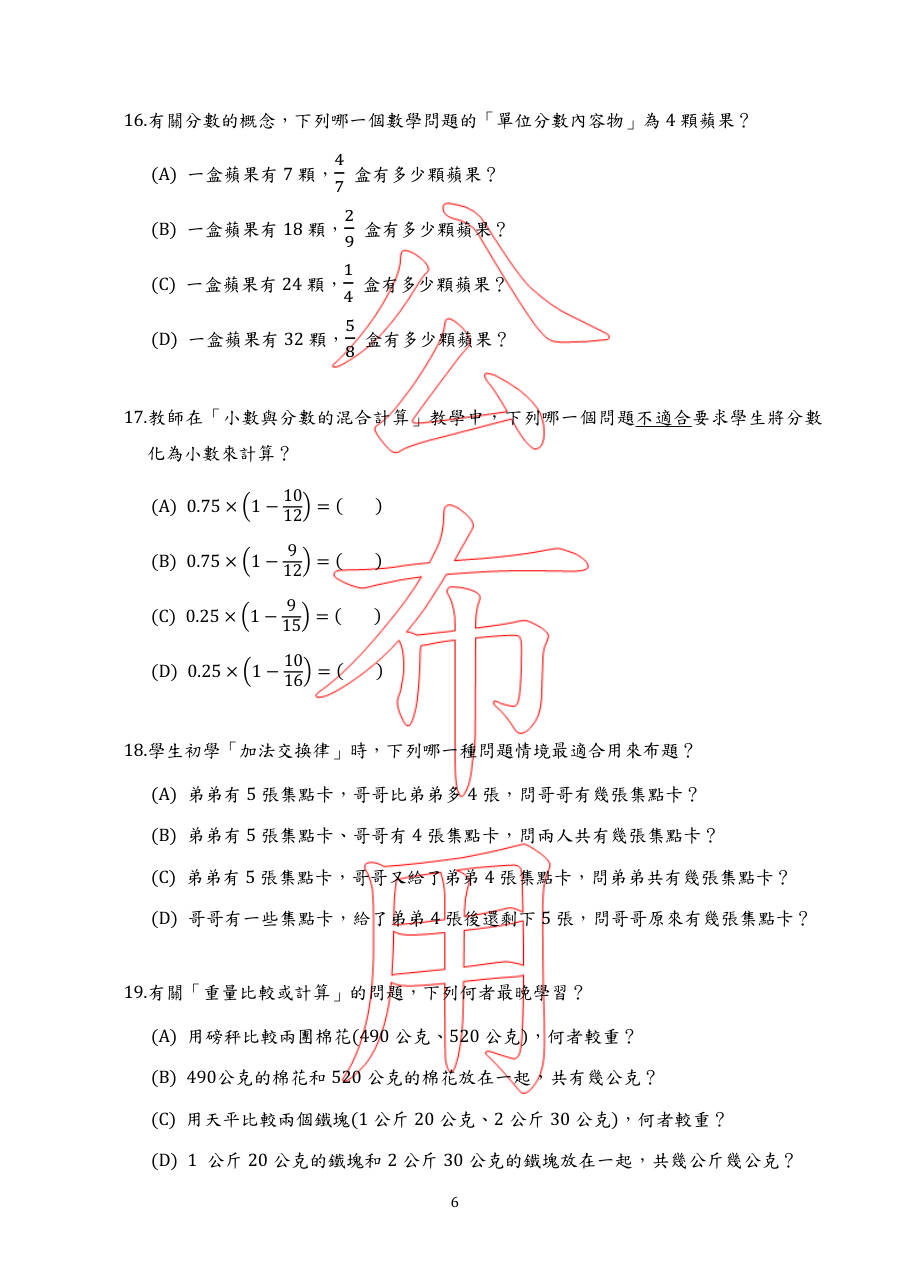 16.有關分數的概念，下列哪一個數學問題的「單位分數內容物」為 4 顆蘋果？
(A) 一盒蘋果有 7 顆，4/7 盒有多少顆蘋果？
(B) 一盒蘋果有 18 顆，2/9 盒有多少顆蘋果？
(C) 一盒蘋果有 24 顆，1/4 盒有多少顆蘋果？
(D) 一盒蘋果有 32 顆，5/8 盒有多少顆蘋果？
17.教師在「小數與分數的混合計算」教學中，下列哪一個問題不適合要求學生將分數
化為小數來計算？
(A) 0.75 × (1 − 10/12) = (　　)
(B) 0.75 × (1 − 9/12) = (　　)
(C) 0.25 × (1 − 9/15) = (　　)
(D) 0.25 × (1 − 10/16) = (　　)
18.學生初學「加法交換律」時，下列哪一種問題情境最適合用來布題？
(A) 弟弟有 5 張集點卡，哥哥比弟弟多 4 張，問哥哥有幾張集點卡？
(B) 弟弟有 5 張集點卡、哥哥有 4 張集點卡，問兩人共有幾張集點卡？
(C) 弟弟有 5 張集點卡，哥哥又給了弟弟 4 張集點卡，問弟弟共有幾張集點卡？
(D) 哥哥有一些集點卡，給了弟弟 4 張後還剩下 5 張，問哥哥原來有幾張集點卡？
19.有關「重量比較或計算」的問題，下列何者最晚學習？
(A) 用磅秤比較兩團棉花(490 公克、520 公克)，何者較重？
(B) 490公克的棉花和 520 公克的棉花放在一起，共有幾公克？
(C) 用天平比較兩個鐵塊(1 公斤 20 公克、2 公斤 30 公克)，何者較重？
(D) 1 公斤 20 公克的鐵塊和 2 公斤 30 公克的鐵塊放在一起，共幾公斤幾公克？
6
公布用